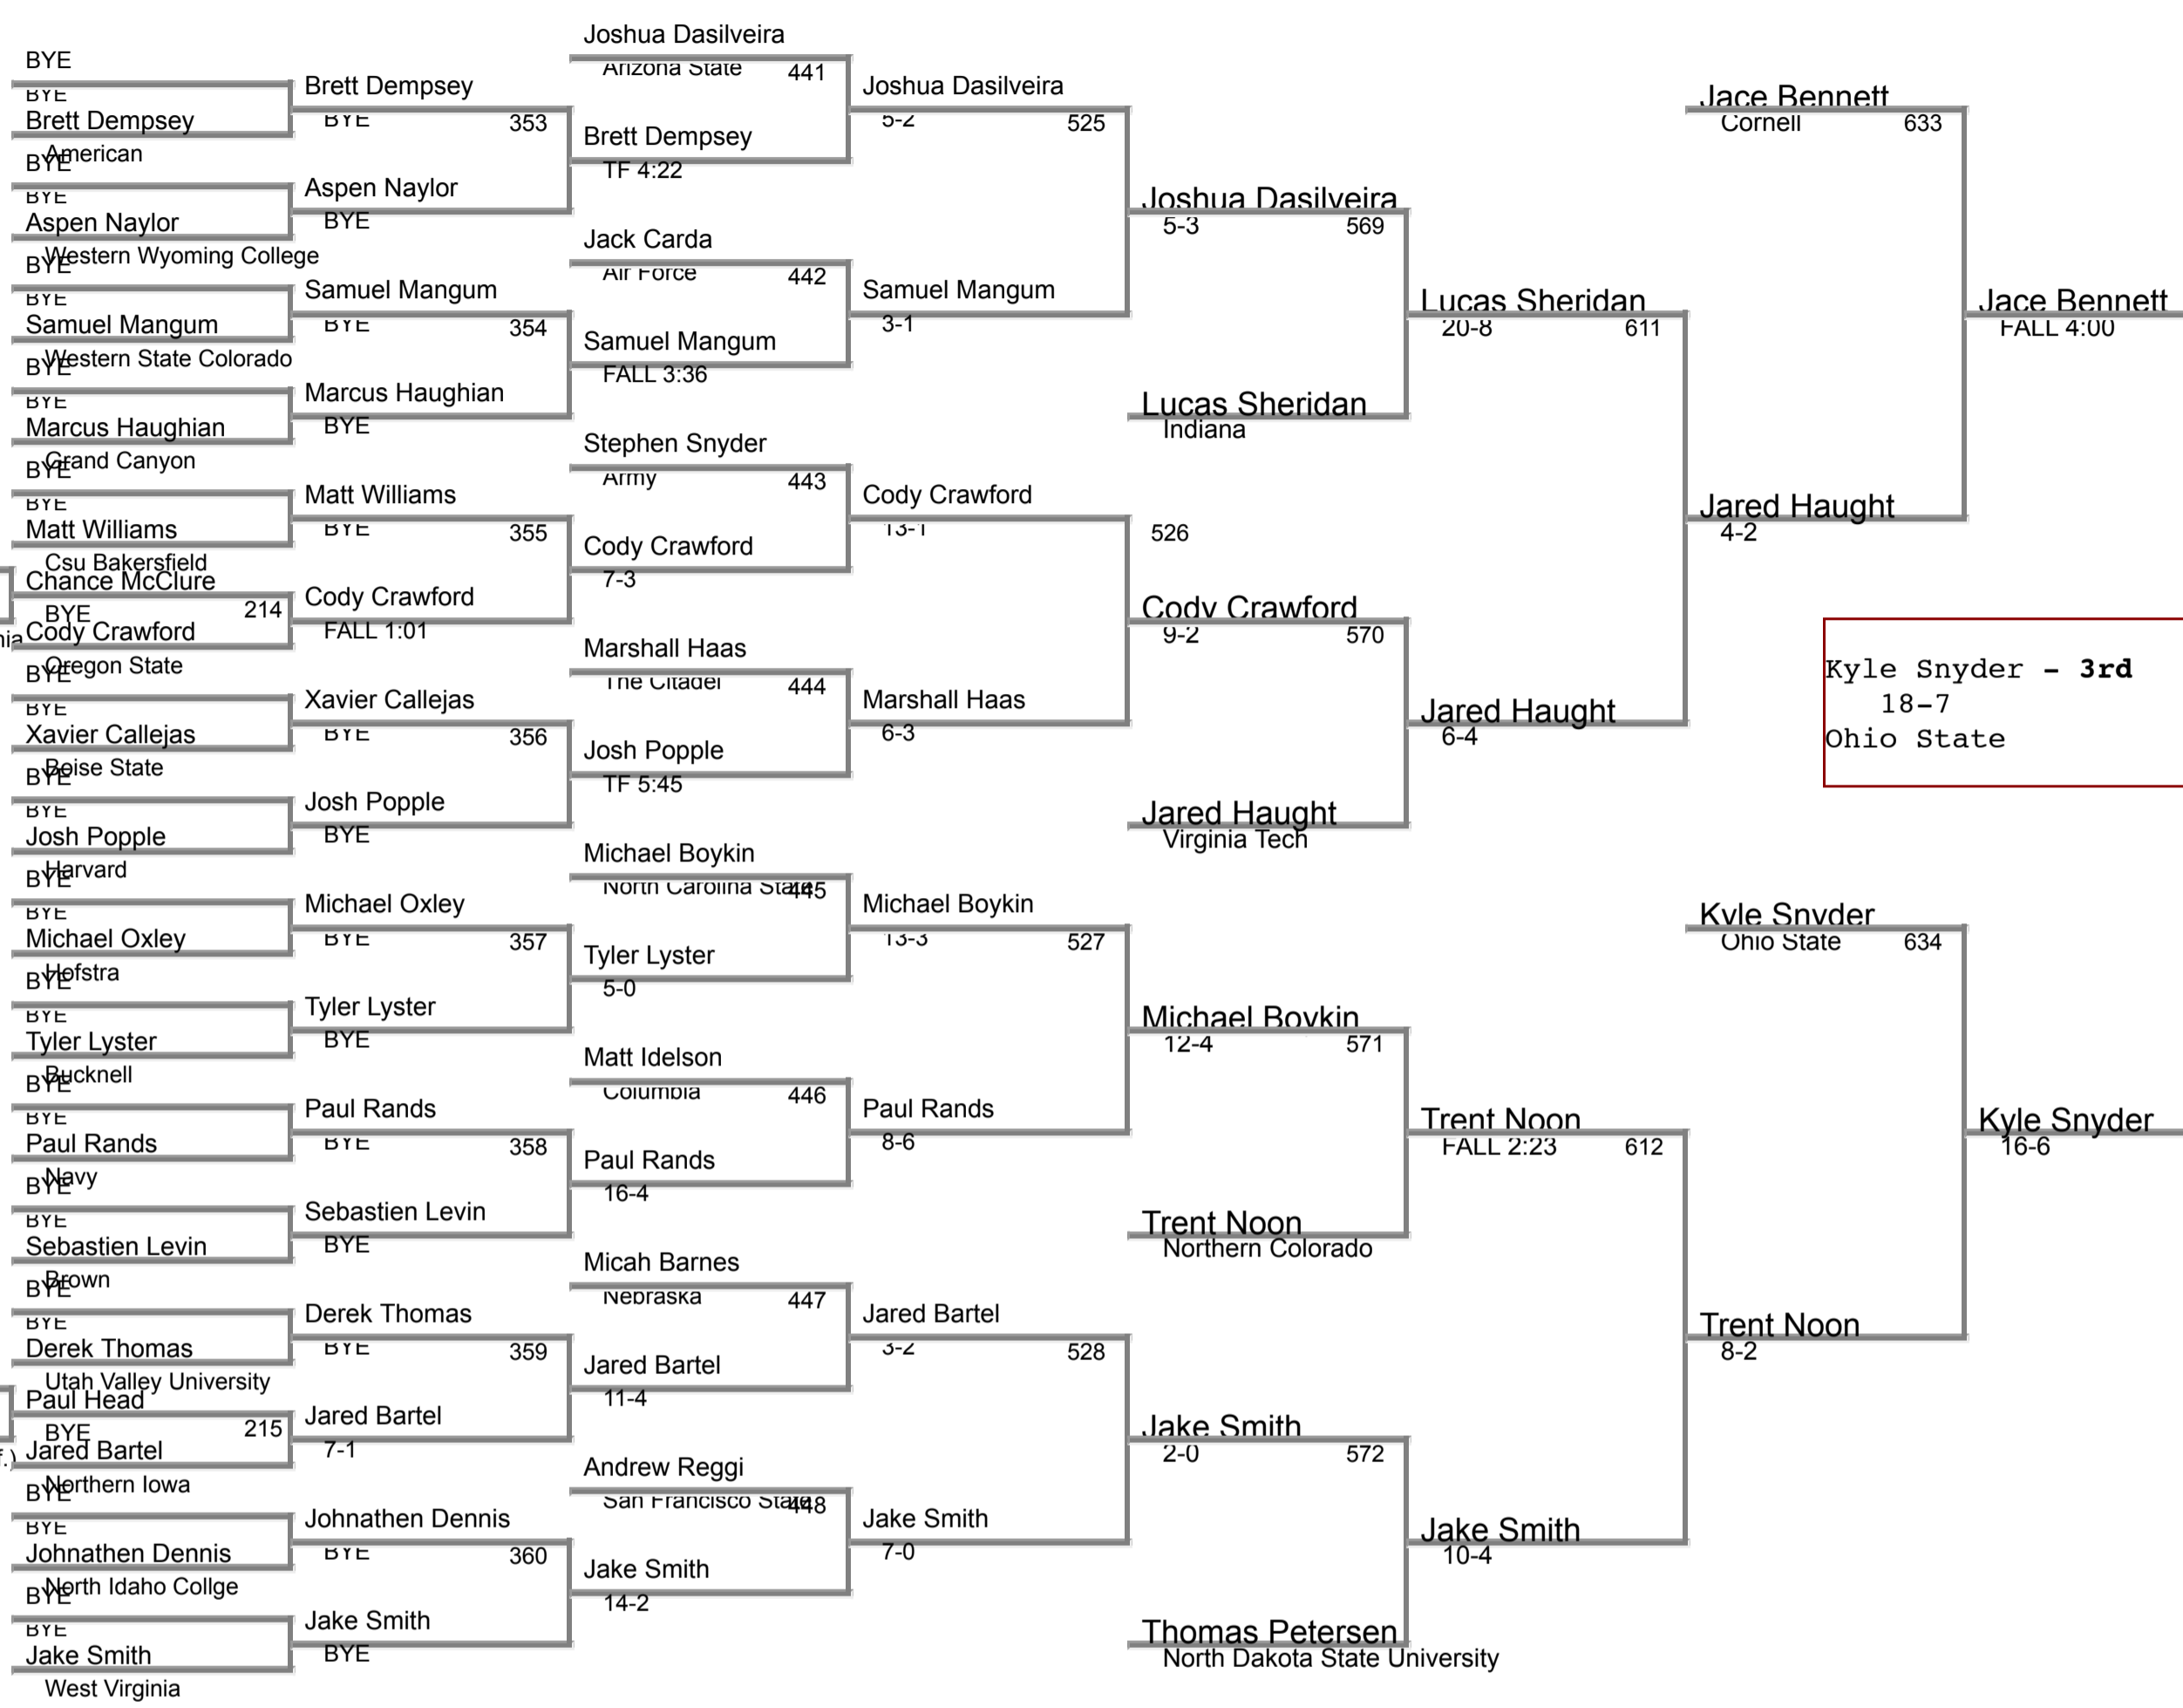 BYE
BYE
Brett Dempsey
American
BYE
BYE
Aspen Naylor
Western Wyoming College
BYE
BYE
Samuel Mangum
Western State Colorado
BYE
BYE
Marcus Haughian
Grand Canyon
BYE
BYE
Matt Williams
Csu Bakersfield
Chance McClure
BYE 214
Cody Crawford
Oregon State
BYE
BYE
Xavier Callejas
Boise State
BYE
BYE
Josh Popple
Harvard
BYE
BYE
Michael Oxley
Hofstra
BYE
BYE
Tyler Lyster
Bucknell
BYE
BYE
Paul Rands
Navy
BYE
BYE
Sebastien Levin
Brown
BYE
BYE
Derek Thomas
Utah Valley University
Paul Head
BYE 215
Jared Bartel
Northern Iowa
BYE
BYE
Johnathen Dennis
North Idaho Collge
BYE
BYE
Jake Smith
West Virginia
Brett Dempsey
BYE 353
Aspen Naylor
BYE
Samuel Mangum
BYE 354
Marcus Haughian
BYE
Matt Williams
BYE 355
Cody Crawford
FALL 1:01
Xavier Callejas
BYE 356
Josh Popple
BYE
Michael Oxley
BYE 357
Tyler Lyster
BYE
Paul Rands
BYE 358
Sebastien Levin
BYE
Derek Thomas
BYE 359
Jared Bartel
7-1
Johnathen Dennis
BYE 360
Jake Smith
BYE
Joshua Dasilveira
Arizona State 441
Brett Dempsey
TF 4:22
Jack Carda
Air Force 442
Samuel Mangum
FALL 3:36
Stephen Snyder
Army 443
Cody Crawford
7-3
Marshall Haas
The Citadel 444
Josh Popple
TF 5:45
Michael Boykin
North Carolina State 445
Tyler Lyster
5-0
Matt Idelson
Columbia 446
Paul Rands
16-4
Micah Barnes
Nebraska 447
Jared Bartel
11-4
Andrew Reggi
San Francisco State 448
Jake Smith
14-2
Joshua Dasilveira
5-2 525
Samuel Mangum
3-1
Cody Crawford
13-1 526
Marshall Haas
6-3
Michael Boykin
13-3 527
Paul Rands
8-6
Jared Bartel
3-2 528
Jake Smith
7-0
Joshua Dasilveira
5-3 569
Lucas Sheridan
Indiana
Cody Crawford
9-2 570
Jared Haught
Virginia Tech
Michael Boykin
12-4 571
Trent Noon
Northern Colorado
Jake Smith
2-0 572
Thomas Petersen
North Dakota State University
Lucas Sheridan
20-8 611
Jared Haught
6-4
Trent Noon
FALL 2:23 612
Jake Smith
10-4
Jace Bennett
Cornell 633
Jared Haught
4-2
Kyle Snyder
Ohio State 634
Trent Noon
8-2
Jace Bennett
FALL 4:00
Kyle Snyder - 3rd
18-7
Ohio State
Kyle Snyder
16-6